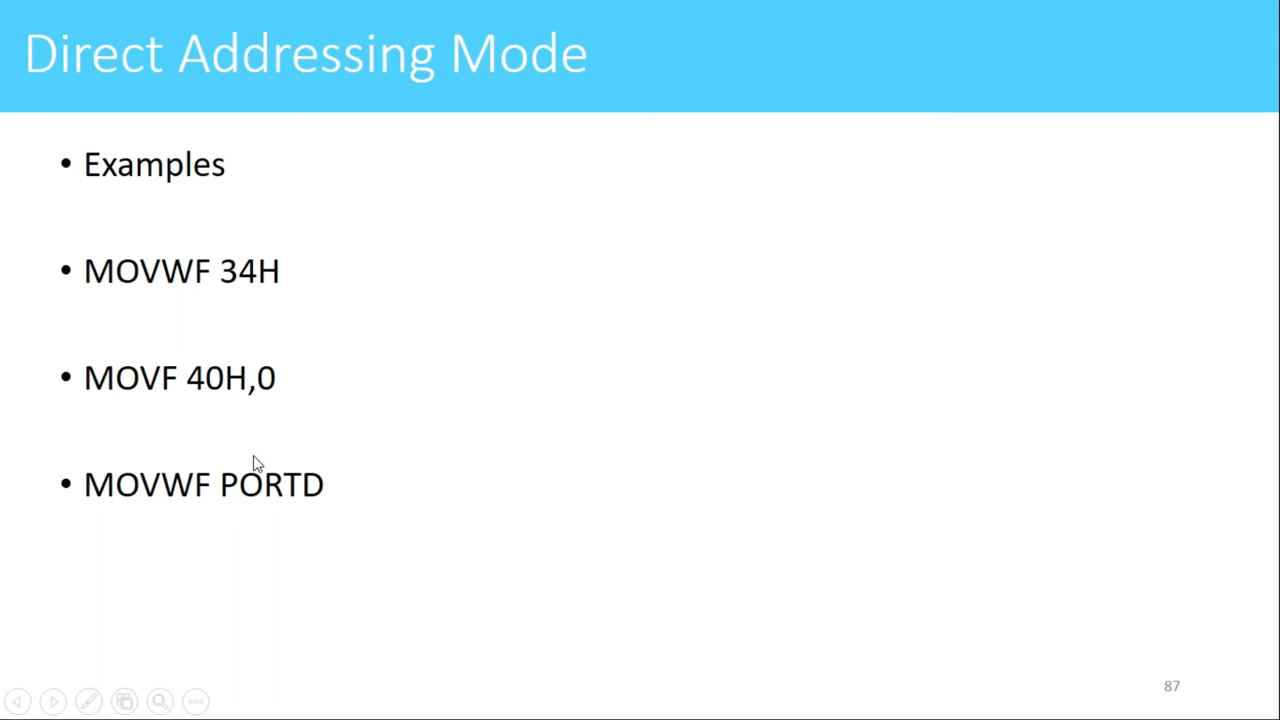 Direct Addressing Mode
• Examples
• MOVWF 34H
• MOVF 40H,0
• MOVWF PORTD
87